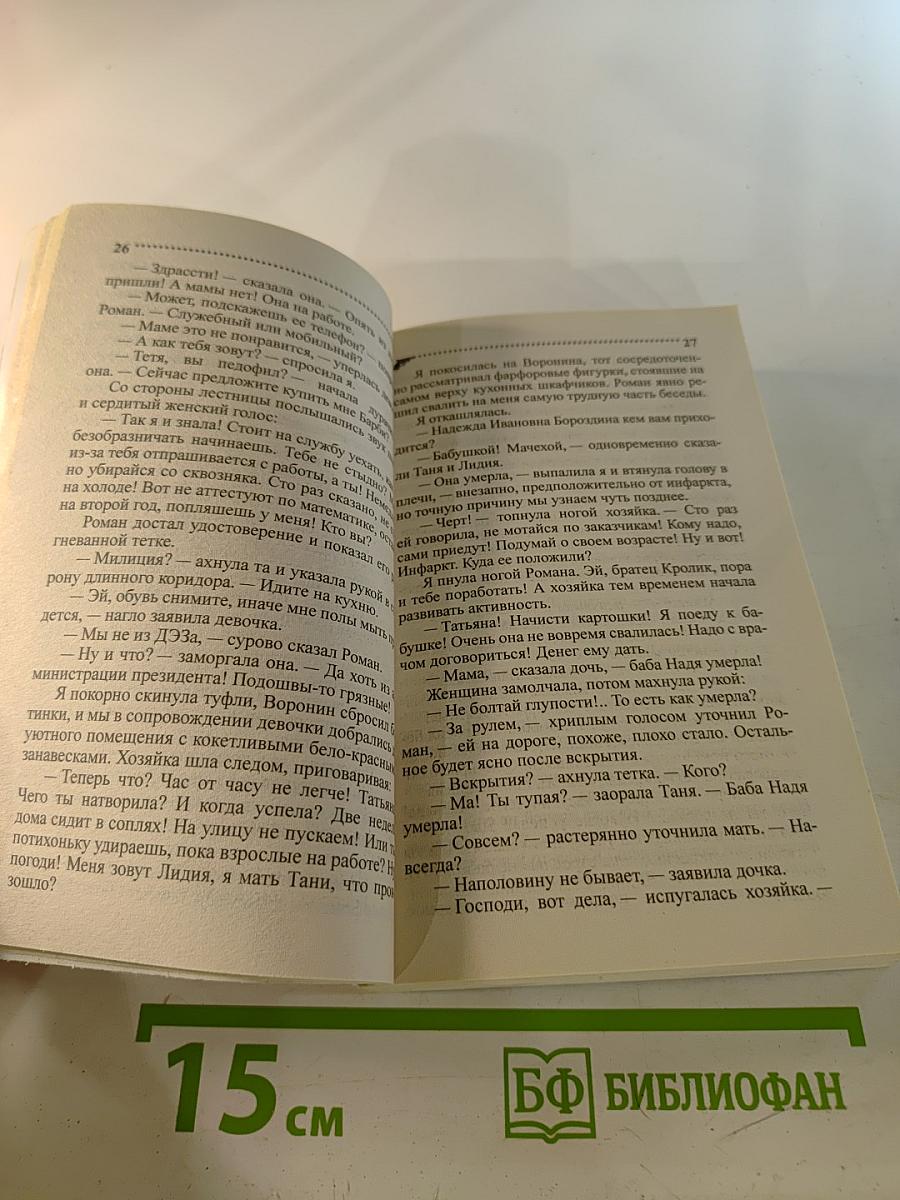 26
— Здрассти! — сказала она. — Опять из
пришли! А мамы нет! Она на работе.
— Может, подскажешь ее телефон? —
Роман. — Служебный или мобильный?
— Маме это не понравится, — уперлась
— А как тебя зовут? — спросила я.
— Тетя, вы педофил? — начала
она. — Сейчас предложите купить мне Барби?
Со стороны лестницы послышались звук
и сердитый женский голос:
— Так я и знала! Стоит на службу уехать,
безобразничать начинаешь. Тебе не стыдно?
из-за тебя отпрашивается с работы, а ты!
но убирайся со сквозняка. Сто раз сказано, не
на холоде! Вот не аттестуют по математике,
на второй год, попляшешь у меня! Кто вы?
Роман достал удостоверение и показал его
гневанной тетке.
— Милиция? — ахнула та и указала рукой в
рону длинного коридора. — Идите на кухню.
— Эй, обувь снимите, иначе мне полы мыть
дется, — нагло заявила девочка.
— Мы не из ДЭЗа, — сурово сказал Роман.
— Ну и что? — заморгала она. — Да хоть из
министрации президента! Подошвы-то грязные!
Я покорно скинула туфли, Воронин сбросил
тинки, и мы в сопровождении девочки добрались
уютного помещения с кокетливыми бело-красны
занавесками. Хозяйка шла следом, приговаривая:
— Теперь что? Час от часу не легче! Татья
Чего ты натворила? И когда успела? Две неде
дома сидит в соплях! На улицу не пускаем! Или
потихоньку удираешь, пока взрослые на работе?
погоди! Меня зовут Лидия, я мать Тани, что про
зошло?
27
Я покосилась на Воронина, тот сосредоточен-
но рассматривал фарфоровые фигурки, стоявшие на
самом верху кухонных шкафчиков. Роман явно ре-
шил свалить на меня самую трудную часть беседы.
Я откашлялась.
— Надежда Ивановна Бороздина кем вам прихо-
дится?
— Бабушкой! Мачехой, — одновременно сказа-
ли Таня и Лидия.
— Она умерла, — выпалила я и втянула голову в
плечи, — внезапно, предположительно от инфаркта,
но точную причину мы узнаем чуть позднее.
— Черт! — топнула ногой хозяйка. — Сто раз
ей говорила, не мотайся по заказчикам! Кому надо,
сами приедут! Подумай о своем возрасте! Ну и вот!
Инфаркт. Куда ее положили?
Я пнула ногой Романа. Эй, братец Кролик, пора
и тебе поработать! А хозяйка тем временем начала
развивать активность.
— Татьяна! Начисти картошки! Я поеду к ба-
бушке! Очень она не вовремя свалилась! Надо с вра-
чом договориться! Денег ему дать.
— Мама, — сказала дочь, — баба Надя умерла!
Женщина замолчала, потом махнула рукой:
— Не болтай глупости!.. То есть как умерла?
— За рулем, — хриплым голосом уточнил Ро-
ман, — ей на дороге, похоже, плохо стало. Осталь-
ное будет ясно после вскрытия.
— Вскрытия? — ахнула тетка. — Кого?
— Ма! Ты тупая? — заорала Таня. — Баба Надя
умерла!
— Совсем? — растерянно уточнила мать. — На-
всегда?
— Наполовину не бывает, — заявила дочка.
— Господи, вот дела, — испугалась хозяйка. —
15 см
БФ БИБЛИОФАН